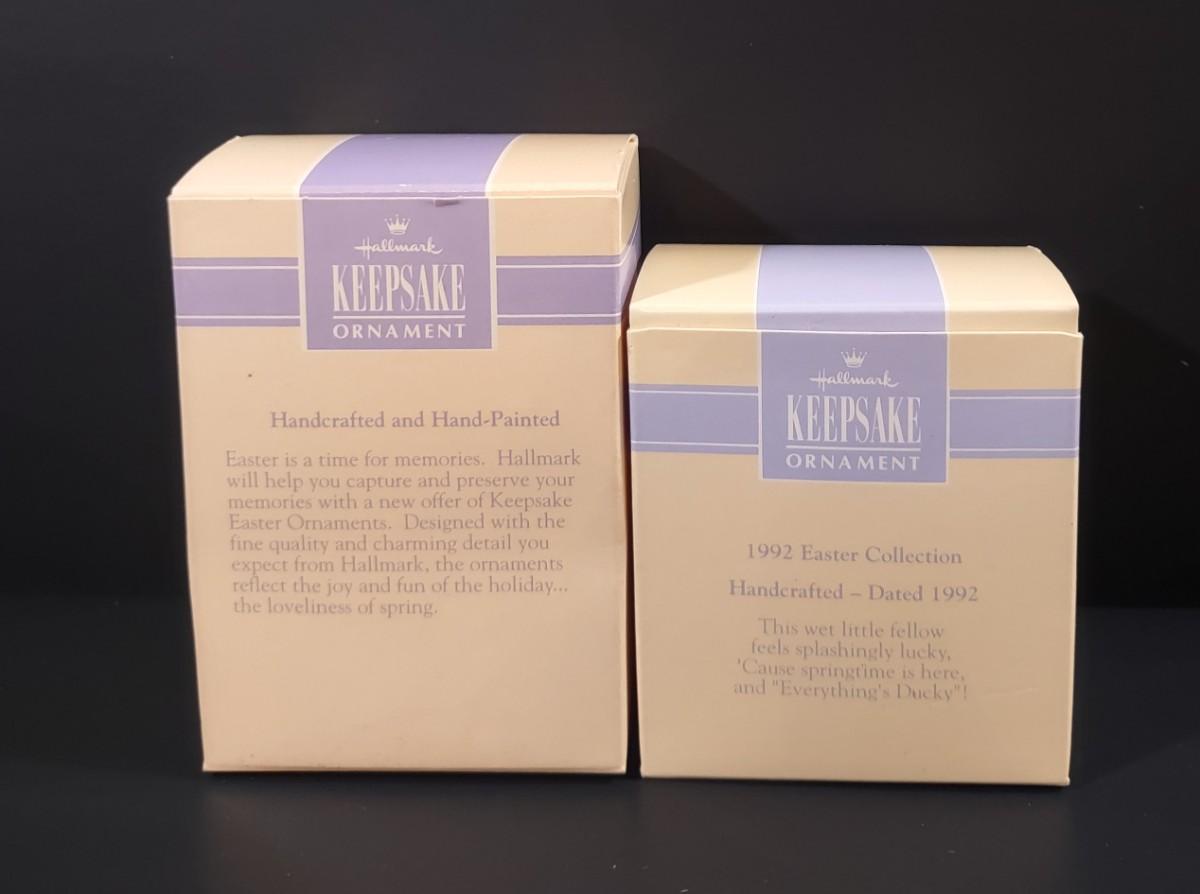 Hallmark
KEEPSAKE
ORNAMENT
Handcrafted and Hand-Painted
Easter is a time for memories. Hallmark
will help you capture and preserve your
memories with a new offer of Keepsake
Easter Ornaments. Designed with the
fine quality and charming detail you
expect from Hallmark, the ornaments
reflect the joy and fun of the holiday...
the loveliness of spring.
Hallmark
KEEPSAKE
ORNAMENT
1992 Easter Collection
Handcrafted – Dated 1992
This wet little fellow
feels splashingly lucky,
'Cause springtime is here,
and "Everything's Ducky"!